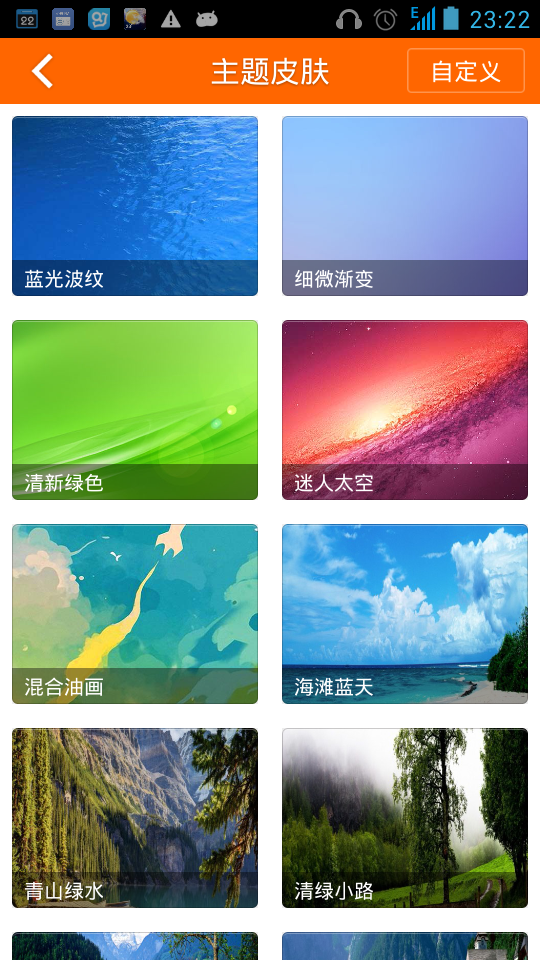 22
E
23:22
主题皮肤
自定义
蓝光波纹
细微渐变
清新绿色
迷人太空
混合油画
海滩蓝天
青山绿水
清绿小路